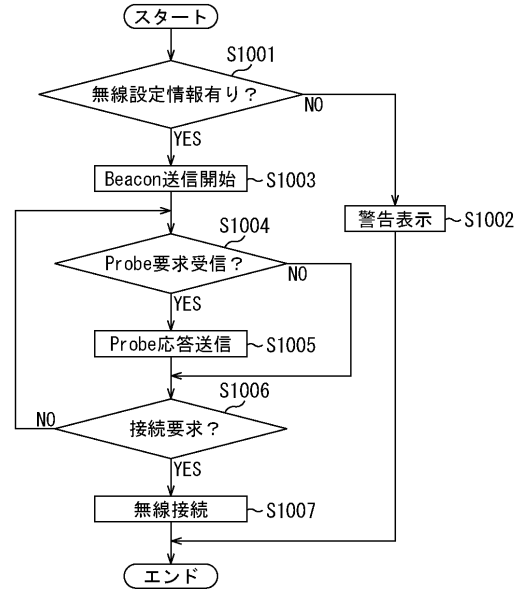 スタート
S1001
無線設定情報有り?
NO
YES
Beacon送信開始
S1003
警告表示
S1002
S1004
Probe要求受信?
NO
YES
Probe応答送信
S1005
S1006
NO
接続要求?
YES
無線接続
S1007
エンド